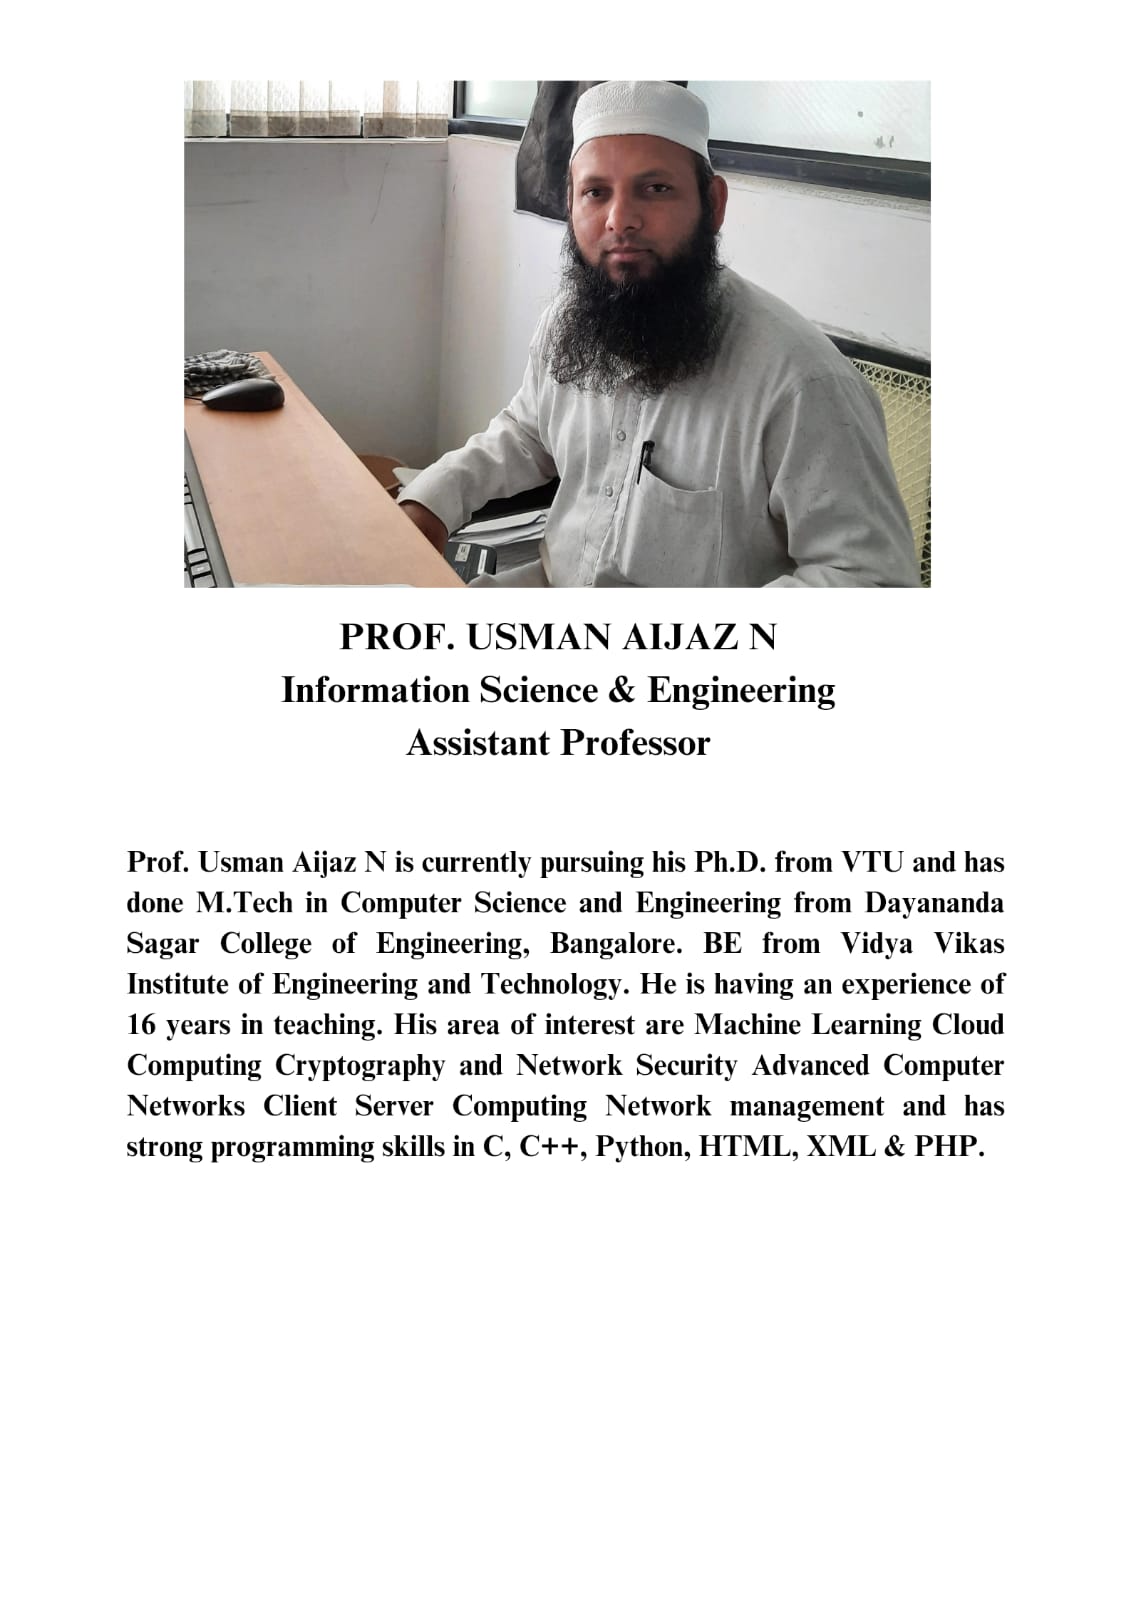 PROF. USMAN AIJAZ N
Information Science & Engineering
Assistant Professor
Prof. Usman Aijaz N is currently pursuing his Ph.D. from VTU and has
done M.Tech in Computer Science and Engineering from Dayananda
Sagar College of Engineering, Bangalore. BE from Vidya Vikas
Institute of Engineering and Technology. He is having an experience of
16 years in teaching. His area of interest are Machine Learning Cloud
Computing Cryptography and Network Security Advanced Computer
Networks Client Server Computing Network management and has
strong programming skills in C, C++, Python, HTML, XML & PHP.